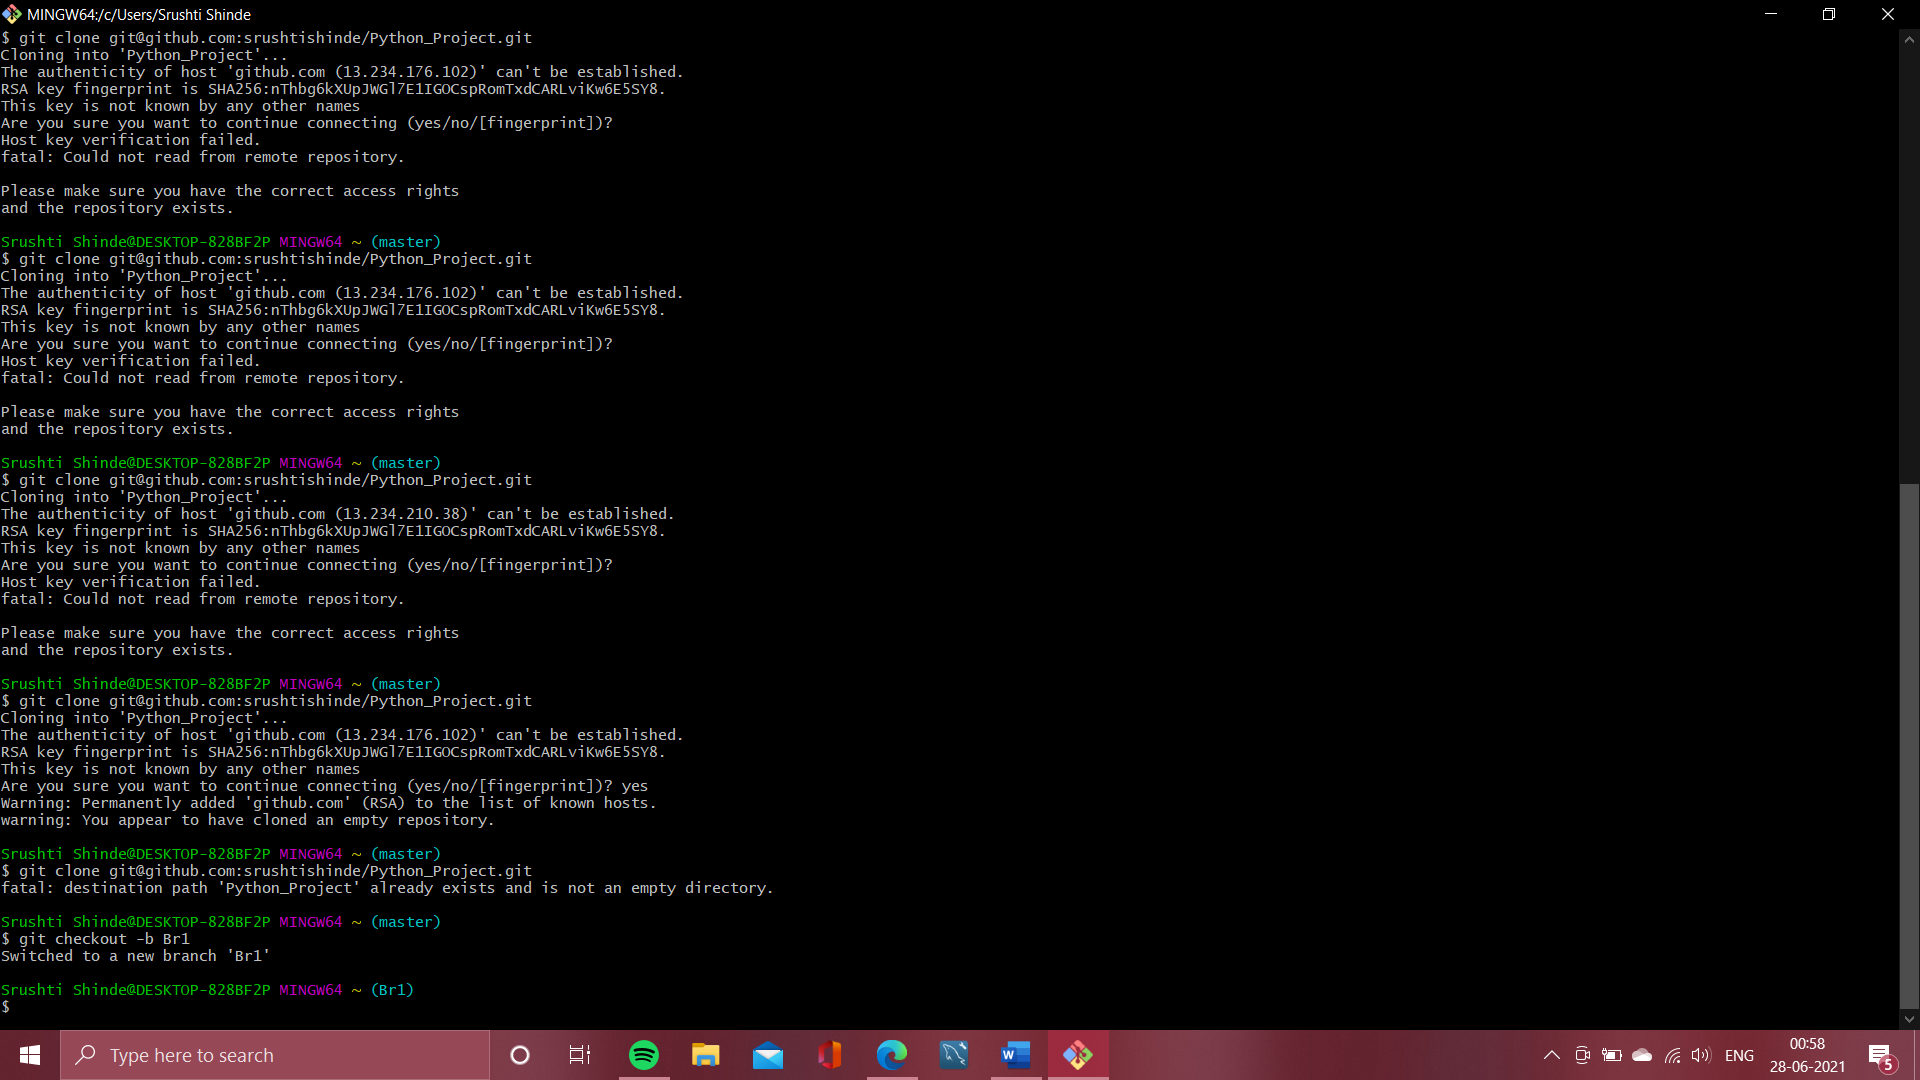 MINGW64:/c/Users/Srushti Shinde
$ git clone git@github.com:srushtishinde/Python_Project.git
Cloning into 'Python_Project'...
The authenticity of host 'github.com (13.234.176.102)' can't be established.
RSA key fingerprint is SHA256:nThbg6kXUpJWGl7E1IGOCspRomTxdCARLviKw6E5SY8.
This key is not known by any other names
Are you sure you want to continue connecting (yes/no/[fingerprint])?
Host key verification failed.
fatal: Could not read from remote repository.

Please make sure you have the correct access rights
and the repository exists.

Srushti Shinde@DESKTOP-828BF2P MINGW64 ~ (master)
$ git clone git@github.com:srushtishinde/Python_Project.git
Cloning into 'Python_Project'...
The authenticity of host 'github.com (13.234.176.102)' can't be established.
RSA key fingerprint is SHA256:nThbg6kXUpJWGl7E1IGOCspRomTxdCARLviKw6E5SY8.
This key is not known by any other names
Are you sure you want to continue connecting (yes/no/[fingerprint])?
Host key verification failed.
fatal: Could not read from remote repository.

Please make sure you have the correct access rights
and the repository exists.

Srushti Shinde@DESKTOP-828BF2P MINGW64 ~ (master)
$ git clone git@github.com:srushtishinde/Python_Project.git
Cloning into 'Python_Project'...
The authenticity of host 'github.com (13.234.210.38)' can't be established.
RSA key fingerprint is SHA256:nThbg6kXUpJWGl7E1IGOCspRomTxdCARLviKw6E5SY8.
This key is not known by any other names
Are you sure you want to continue connecting (yes/no/[fingerprint])?
Host key verification failed.
fatal: Could not read from remote repository.

Please make sure you have the correct access rights
and the repository exists.

Srushti Shinde@DESKTOP-828BF2P MINGW64 ~ (master)
$ git clone git@github.com:srushtishinde/Python_Project.git
Cloning into 'Python_Project'...
The authenticity of host 'github.com (13.234.176.102)' can't be established.
RSA key fingerprint is SHA256:nThbg6kXUpJWGl7E1IGOCspRomTxdCARLviKw6E5SY8.
This key is not known by any other names
Are you sure you want to continue connecting (yes/no/[fingerprint])? yes
Warning: Permanently added 'github.com' (RSA) to the list of known hosts.
warning: You appear to have cloned an empty repository.

Srushti Shinde@DESKTOP-828BF2P MINGW64 ~ (master)
$ git clone git@github.com:srushtishinde/Python_Project.git
fatal: destination path 'Python_Project' already exists and is not an empty directory.

Srushti Shinde@DESKTOP-828BF2P MINGW64 ~ (master)
$ git checkout -b Br1
Switched to a new branch 'Br1'

Srushti Shinde@DESKTOP-828BF2P MINGW64 ~ (Br1)
$
Type here to search
W
ENG
00:58
28-06-2021
5